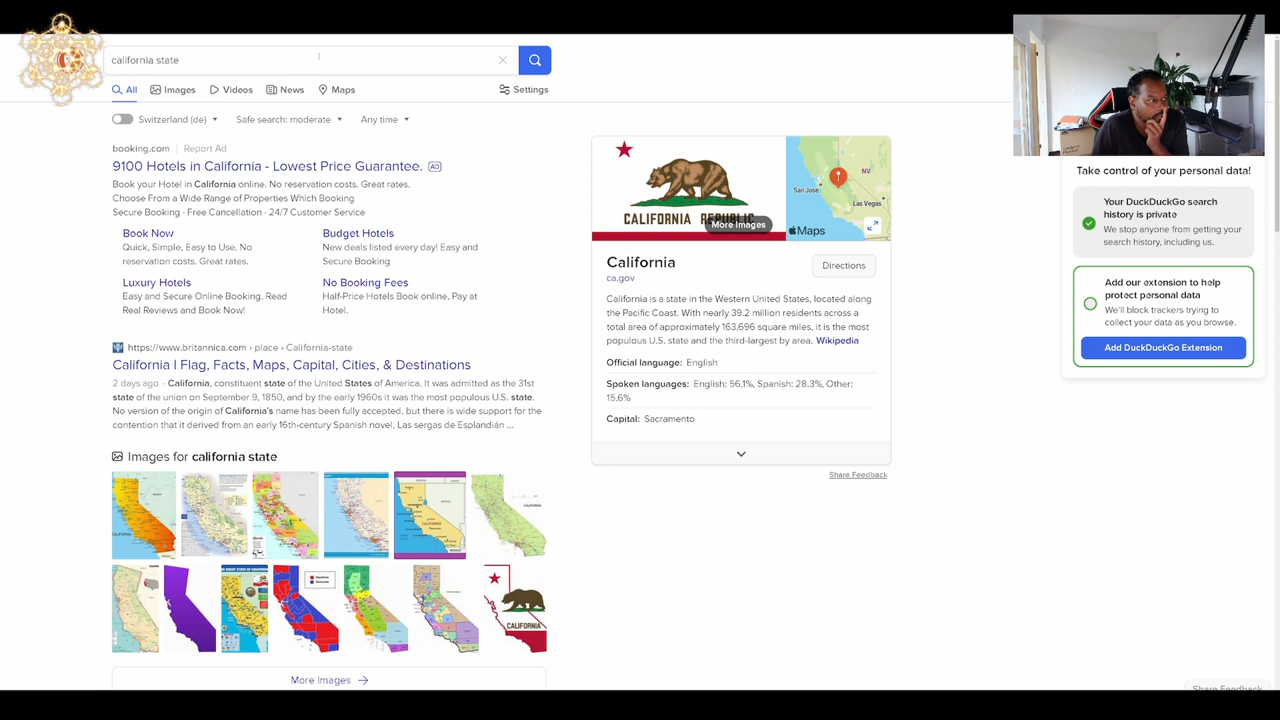 california state
All
Images
Videos
News
Maps
Settings
Switzerland (de)
Safe search: moderate
Any time
booking.com
Report Ad
9100 Hotels in California - Lowest Price Guarantee.
AD
Book your Hotel in California online. No reservation costs. Great rates.
Choose From a Wide Range of Properties Which Booking
Secure Booking · Free Cancellation · 24/7 Customer Service
Book Now
Quick, Simple, Easy to Use. No
reservation costs. Great rates.
Budget Hotels
New deals listed every day! Easy and
Secure Booking
Luxury Hotels
Easy and Secure Online Booking. Read
Real Reviews and Book Now!
No Booking Fees
Half-Price Hotels Book online, Pay at
Hotel.
https://www.britannica.com › place › California-state
California | Flag, Facts, Maps, Capital, Cities, & Destinations
2 days ago · California, constituent state of the United States of America. It was admitted as the 31st
state of the union on September 9, 1850, and by the early 1960s it was the most populous U.S. state.
No version of the origin of California's name has been fully accepted, but there is wide support for the
contention that it derived from an early 16th-century Spanish novel, Las sergas de Esplandián ...
Images for california state
CALIFORNIA
CALIFORNIA
More Images →
CALIFORNIA REPUBLIC
More Images
NV
San Jose
Las Vegas
Maps
California
ca.gov
Directions
California is a state in the Western United States, located along
the Pacific Coast. With nearly 39.2 million residents across a
total area of approximately 163,696 square miles, it is the most
populous U.S. state and the third-largest by area. Wikipedia
Official language: English
Spoken languages: English: 56.1%, Spanish: 28.3%, Other:
15.6%
Capital: Sacramento
Share Feedback
Take control of your personal data!
Your DuckDuckGo search
history is private
We stop anyone from getting your
search history, including us.
Add our extension to help
protect personal data
We'll block trackers trying to
collect your data as you browse.
Add DuckDuckGo Extension
Share Feedback